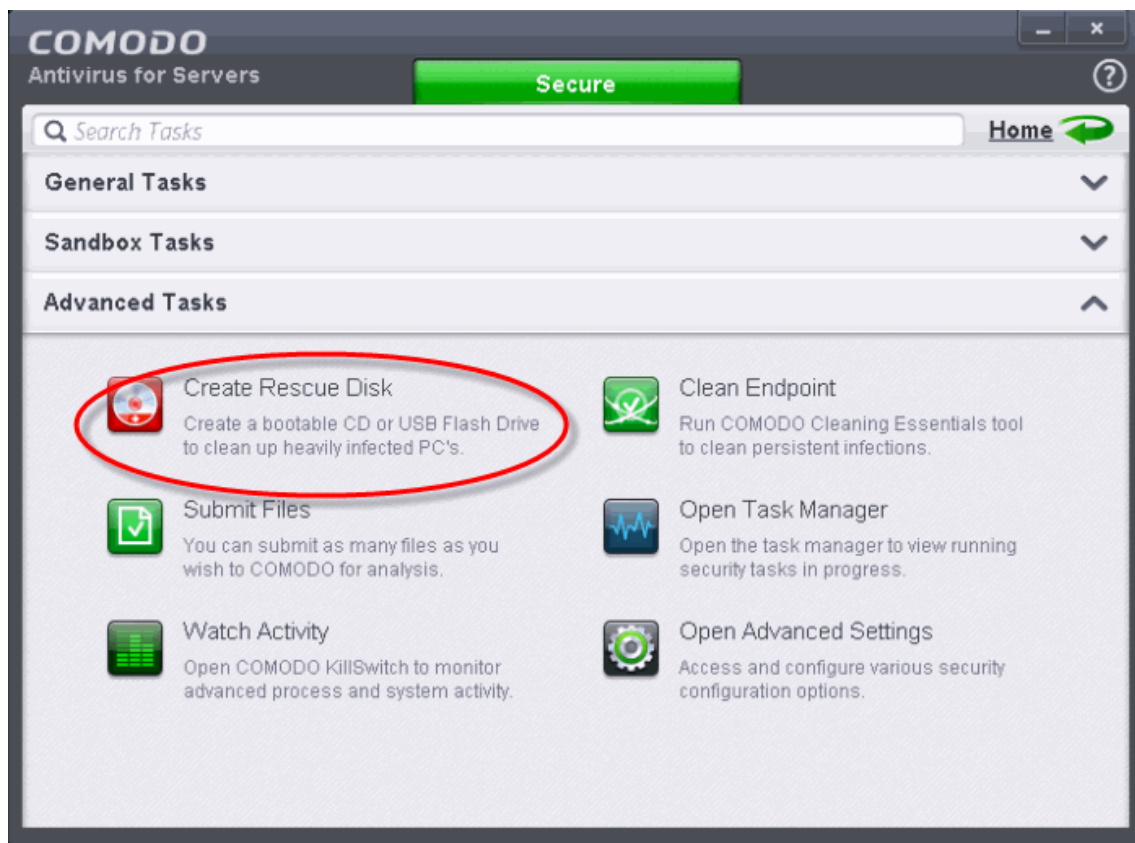 COMODO
Antivirus for Servers
Secure
?
Search Tasks
Home
General Tasks
Sandbox Tasks
Advanced Tasks
Create Rescue Disk
Create a bootable CD or USB Flash Drive
to clean up heavily infected PC's.
Clean Endpoint
Run COMODO Cleaning Essentials tool
to clean persistent infections.
Submit Files
You can submit as many files as you
wish to COMODO for analysis.
Open Task Manager
Open the task manager to view running
security tasks in progress.
Watch Activity
Open COMODO KillSwitch to monitor
advanced process and system activity.
Open Advanced Settings
Access and configure various security
configuration options.